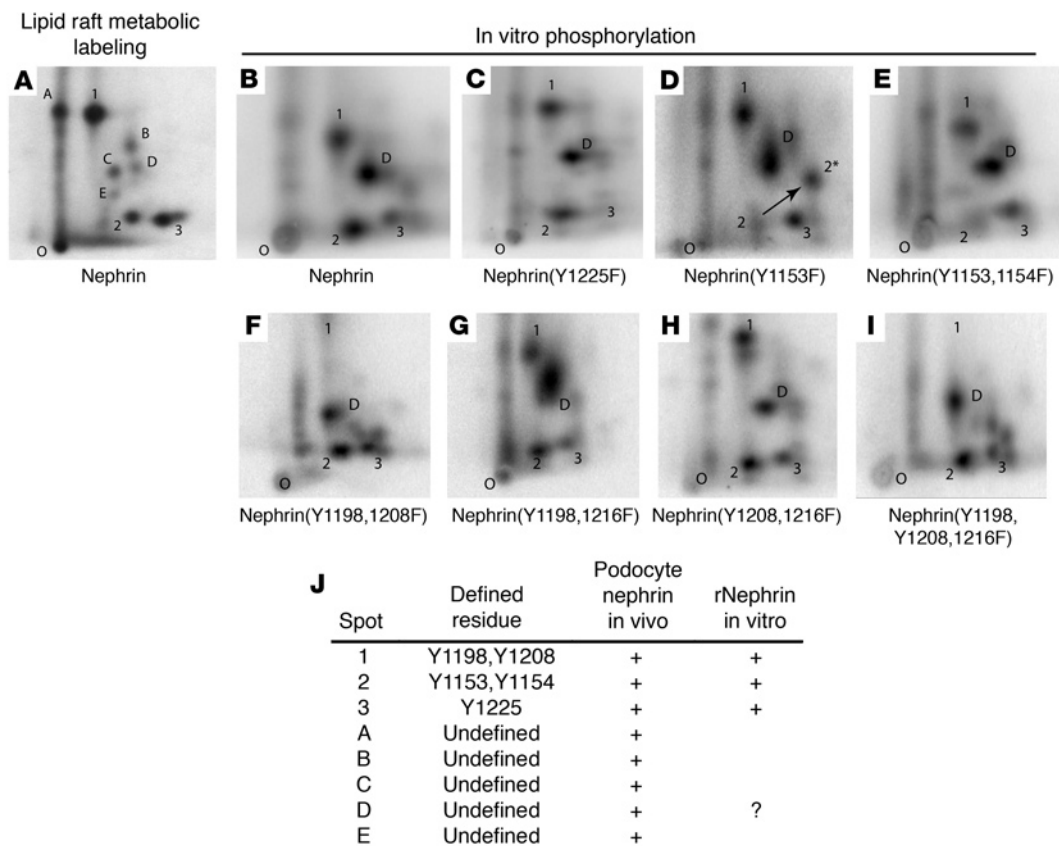 Lipid raft metabolic
labeling
In vitro phosphorylation
A
A
1
B
C
D
E
2
3
O
Nephrin
B
1
D
2
3
O
Nephrin
C
1
D
2
3
O
Nephrin(Y1225F)
D
1
D
2*
2
3
O
Nephrin(Y1153F)
E
1
D
2
3
O
Nephrin(Y1153,1154F)
F
1
D
2
3
O
Nephrin(Y1198,1208F)
G
1
D
2
3
O
Nephrin(Y1198,1216F)
H
1
D
2
3
O
Nephrin(Y1208,1216F)
I
1
D
2
3
O
Nephrin(Y1198,
Y1208,1216F)
J
Spot Defined residue Podocyte nephrin in vivo rNephrin in vitro
1 Y1198,Y1208 + +
2 Y1153,Y1154 + +
3 Y1225 + +
A Undefined +
B Undefined +
C Undefined +
D Undefined + ?
E Undefined +